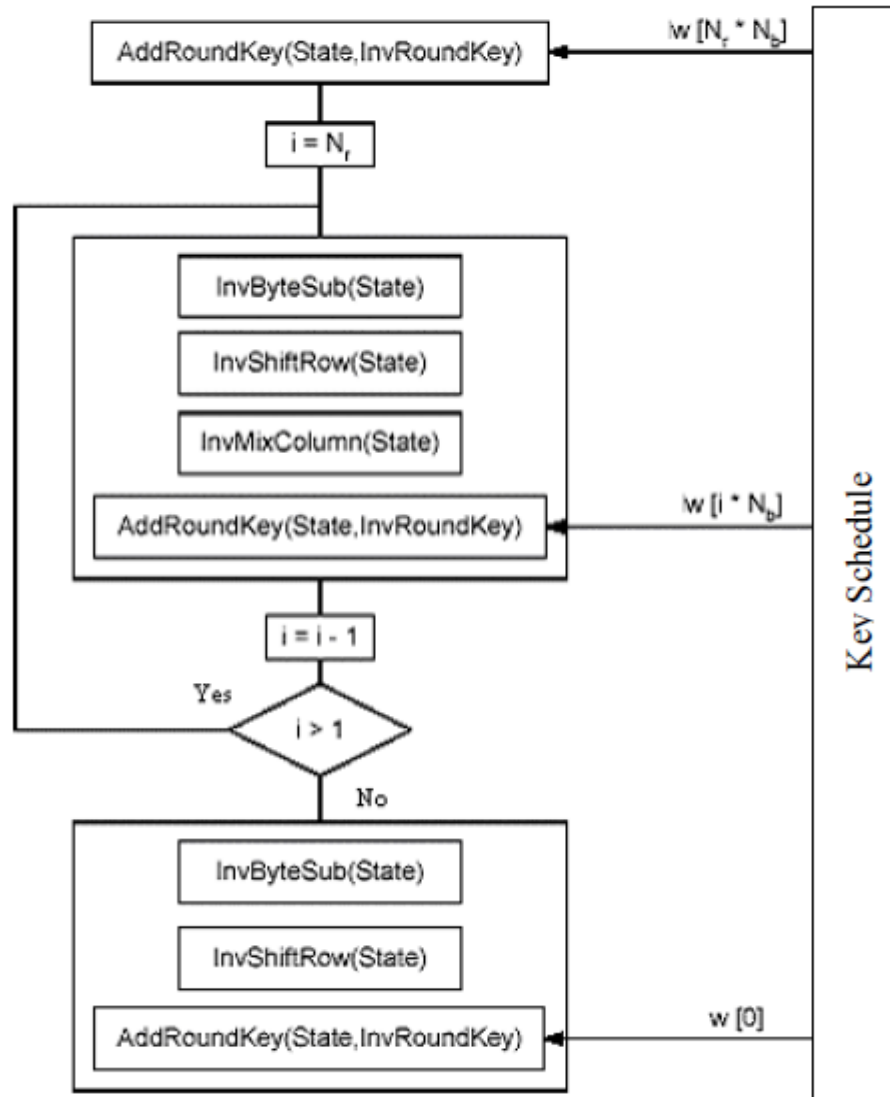 AddRoundKey(State,InvRoundKey)
Iw [Nr * Nb]
i = Nr
InvByteSub(State)
InvShiftRow(State)
InvMixColumn(State)
AddRoundKey(State,InvRoundKey)
Iw [i * Nb]
i = i - 1
Yes
i > 1
No
InvByteSub(State)
InvShiftRow(State)
AddRoundKey(State,InvRoundKey)
w [0]
Key Schedule